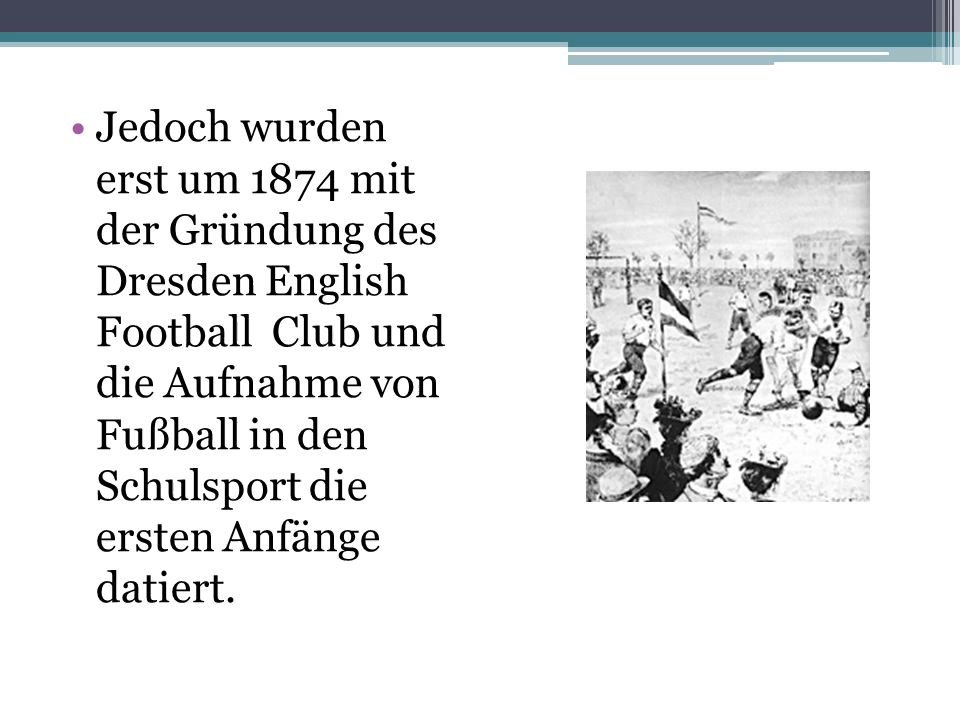 • Jedoch wurden
erst um 1874 mit
der Gründung des
Dresden English
Football  Club und
die Aufnahme von
Fußball in den
Schulsport die
ersten Anfänge
datiert.